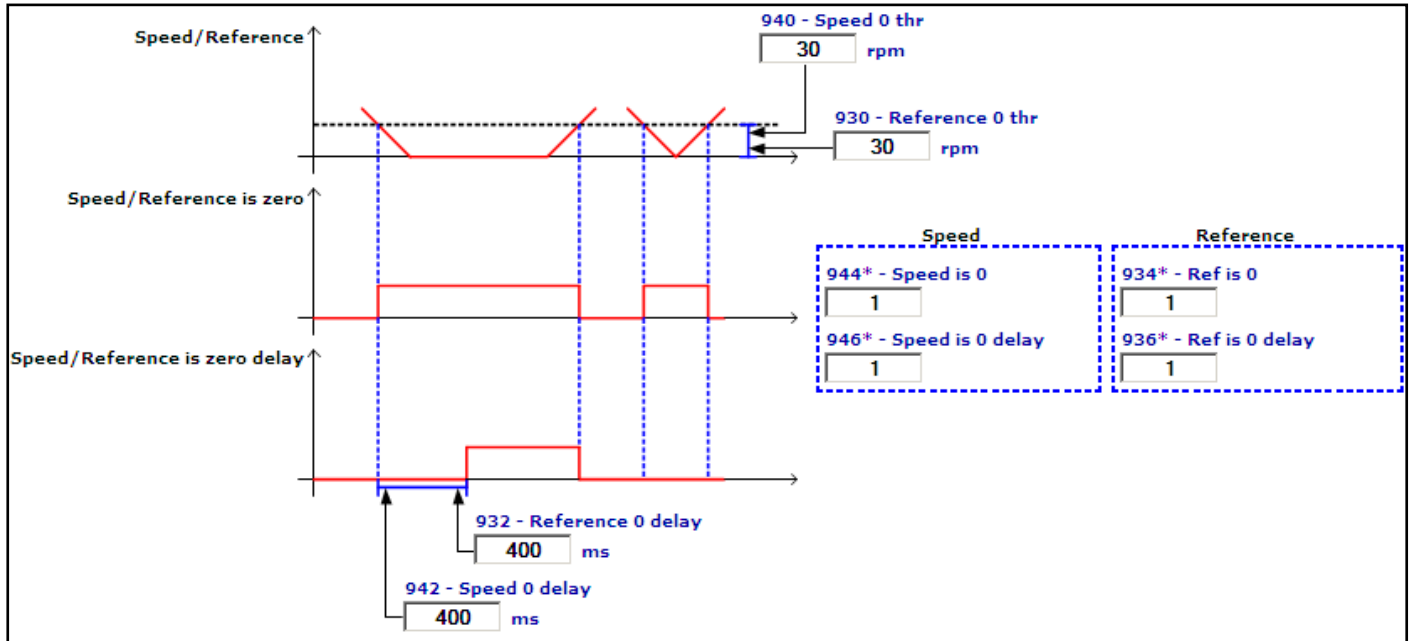 940 - Speed 0 thr
Speed/Reference
30 rpm
930 - Reference 0 thr
30 rpm
Speed/Reference is zero
Speed Reference
944* - Speed is 0 934* - Ref is 0
1 1
946* - Speed is 0 delay 936* - Ref is 0 delay
Speed/Reference is zero delay
1 1
932 - Reference 0 delay
400 ms
942 - Speed 0 delay
400 ms